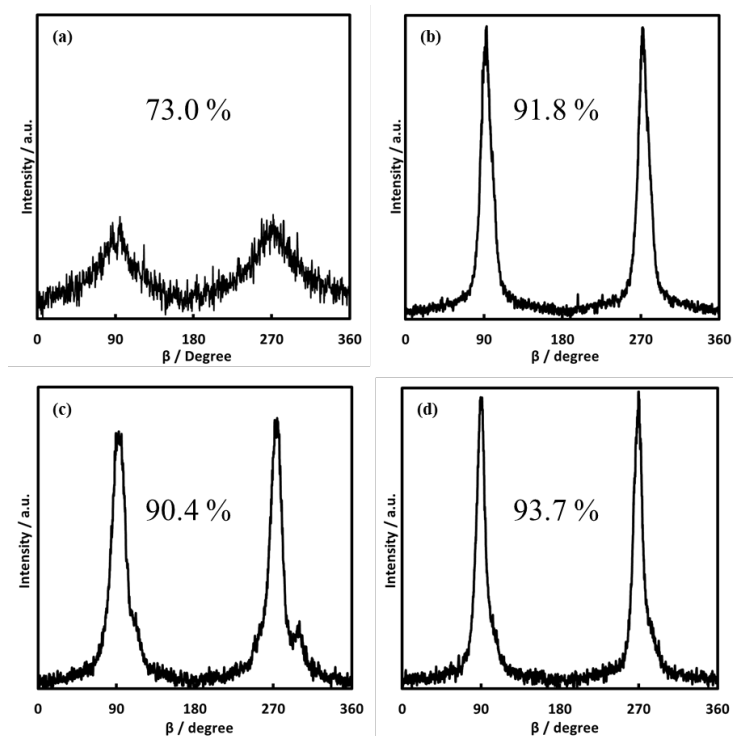 (a)
73.0 %
Intensity / a.u.
0 90 180 270 360
β / Degree
(b)
91.8 %
Intensity / a.u.
0 90 180 270 360
β / degree
(c)
90.4 %
Intensity / a.u.
0 90 180 270 360
β / degree
(d)
93.7 %
Intensity / a.u.
0 90 180 270 360
β / degree